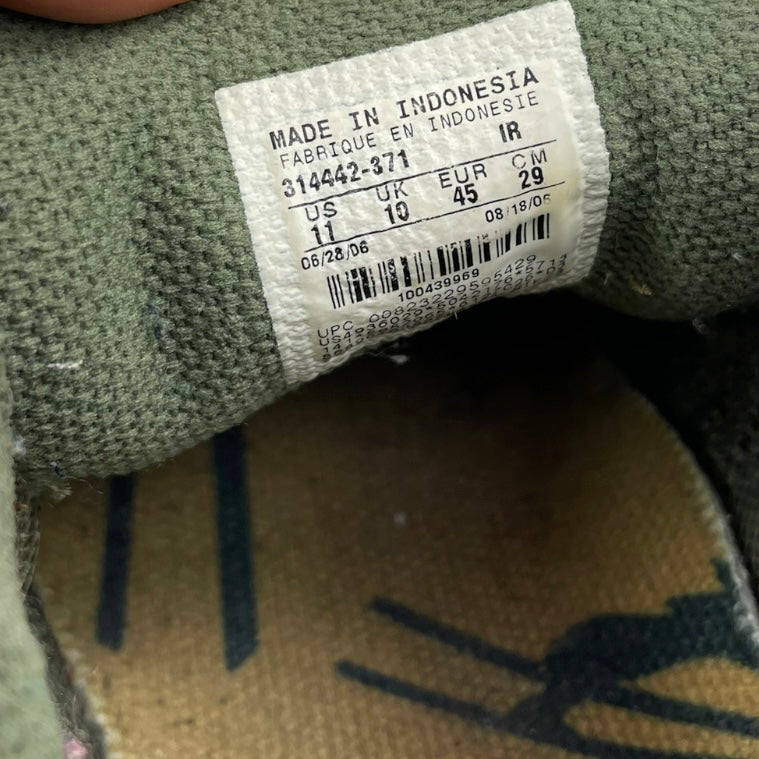 MADE IN INDONESIA
FABRIQUE EN INDONESIE
314442-371 IR
US UK EUR CM
11 10 45 29
06/28/06 08/18/06
100439969
UPC